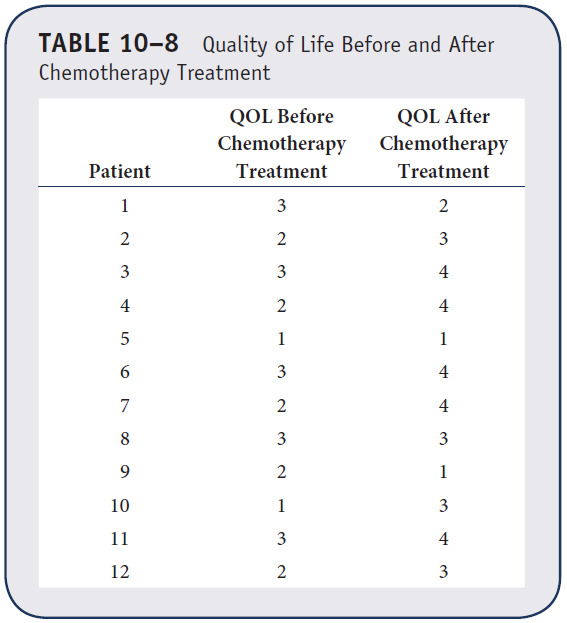 TABLE 10–8 Quality of Life Before and After
Chemotherapy Treatment
Patient QOL Before Chemotherapy Treatment QOL After Chemotherapy Treatment
1 3 2
2 2 3
3 3 4
4 2 4
5 1 1
6 3 4
7 2 4
8 3 3
9 2 1
10 1 3
11 3 4
12 2 3